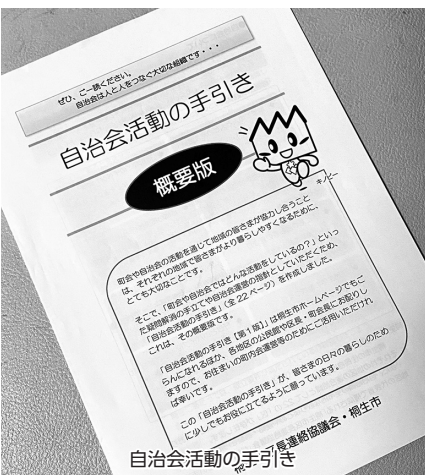 ぜひ、ご一読ください。
自治会は人と人をつなぐ大切な組織です・・・
自治会活動の手引き
概要版
キノピー
町会や自治会の活動を通じて地域の皆さまが協力し合うこと
は、それぞれの地域で皆さまがより暮らしやすくなるために、
とても大切なことです。
そこで、「町会や自治会ではどんな活動をしているの？」といっ
た疑問解消の手立てや自治会運営の指針としていただくため、
「自治会活動の手引き」（全22ページ）を作成しました。
これは、その概要版です。
「自治会活動の手引き【第1版】」は桐生市ホームページでもご
らんになれるほか、各地区の公民館や区長・町会長にお配りし
ますので、お住まいの町内会運営等のためにご活用いただけれ
ば幸いです。
この「自治会活動の手引き」が、皆さまの日々の暮らしのため
に少しでもお役に立てるように願っています。
長連絡協議会・桐生市
自治会活動の手引き